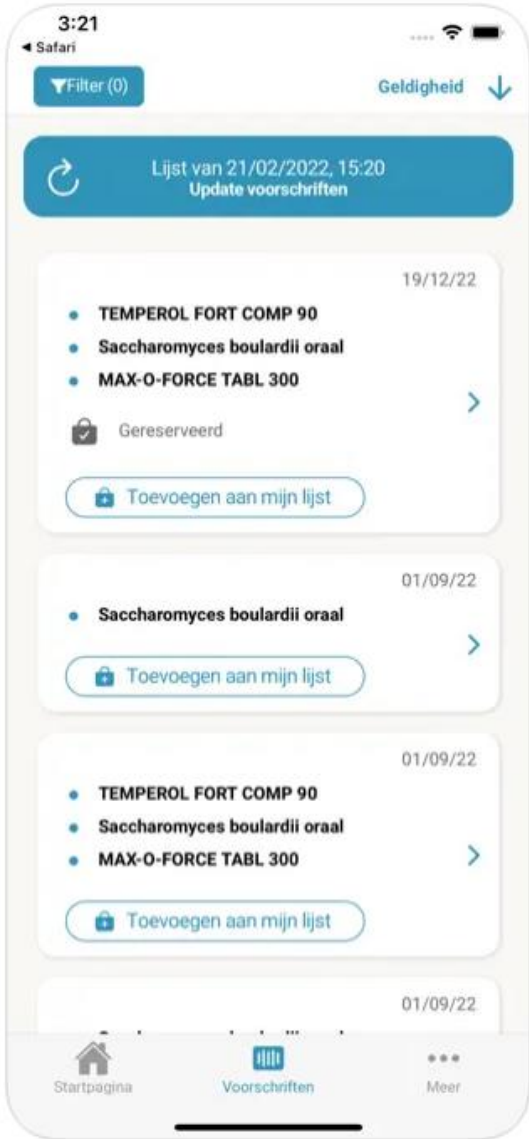 3:21
Safari
Filter (0)
Geldigheid
Lijst van 21/02/2022, 15:20
Update voorschriften
19/12/22
TEMPEROL FORT COMP 90
Saccharomyces boulardii oraal
MAX-O-FORCE TABL 300
Gereserveerd
Toevoegen aan mijn lijst
01/09/22
Saccharomyces boulardii oraal
Toevoegen aan mijn lijst
01/09/22
TEMPEROL FORT COMP 90
Saccharomyces boulardii oraal
MAX-O-FORCE TABL 300
Toevoegen aan mijn lijst
01/09/22
Startpagina
Voorschriften
Meer